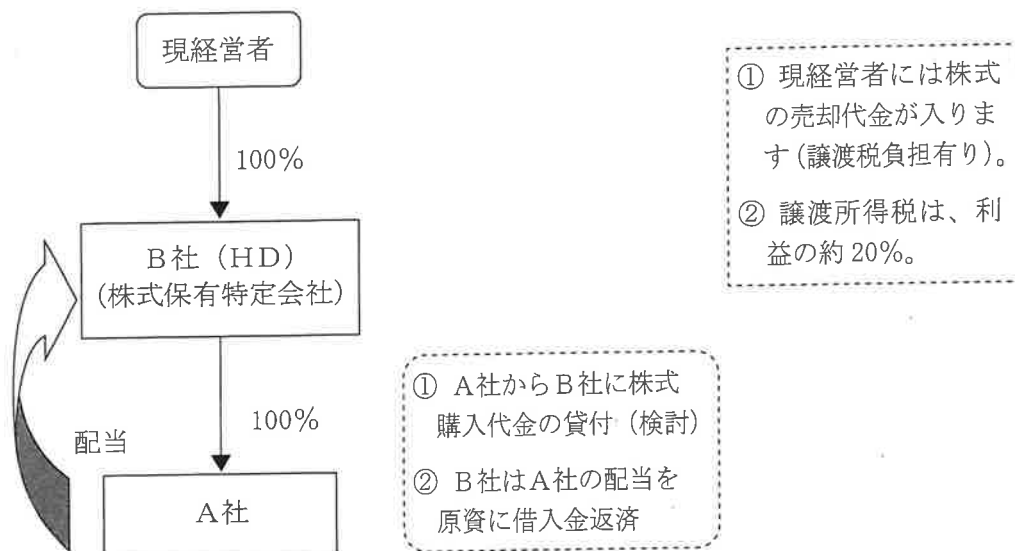 現経営者
100%
B社（HD）
（株式保有特定会社）
100%
配当
A社
① 現経営者には株式
の売却代金が入りま
す（譲渡税負担有り）。
② 譲渡所得税は、利
益の約20%。
① A社からB社に株式
購入代金の貸付（検討）
② B社はA社の配当を
原資に借入金返済